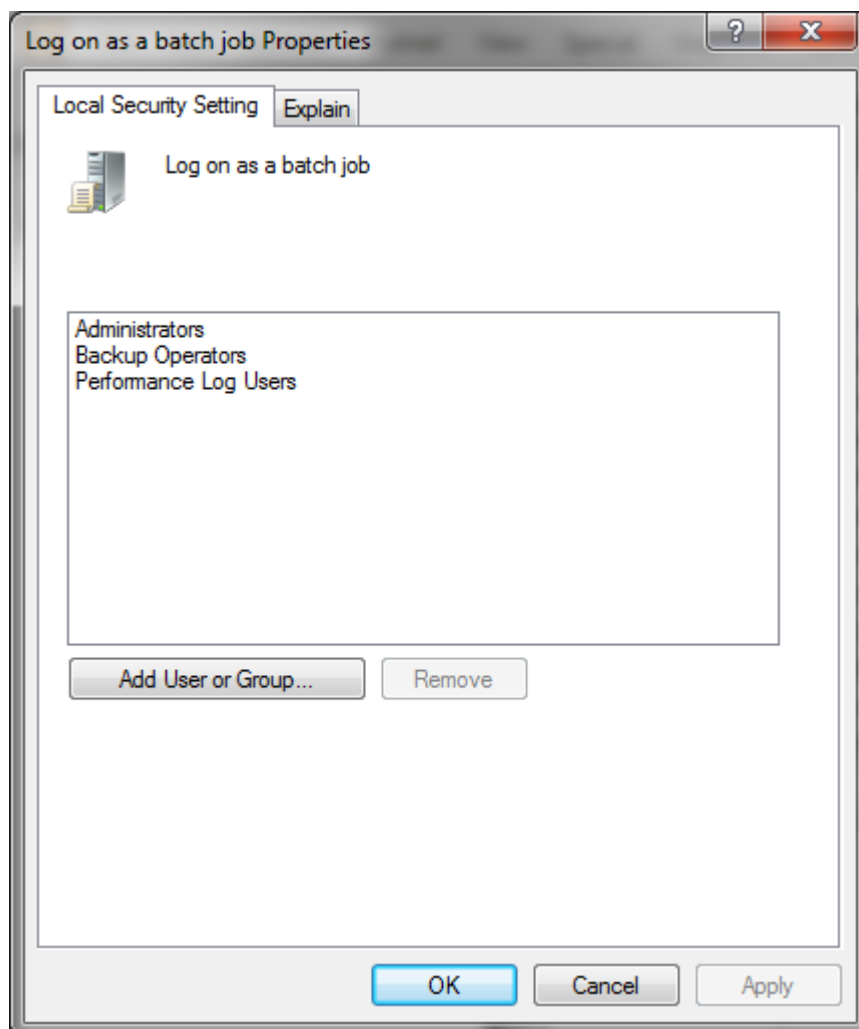 Log on as a batch job Properties
Local Security Setting
Explain
Log on as a batch job
Administrators
Backup Operators
Performance Log Users
Add User or Group...
Remove
OK
Cancel
Apply